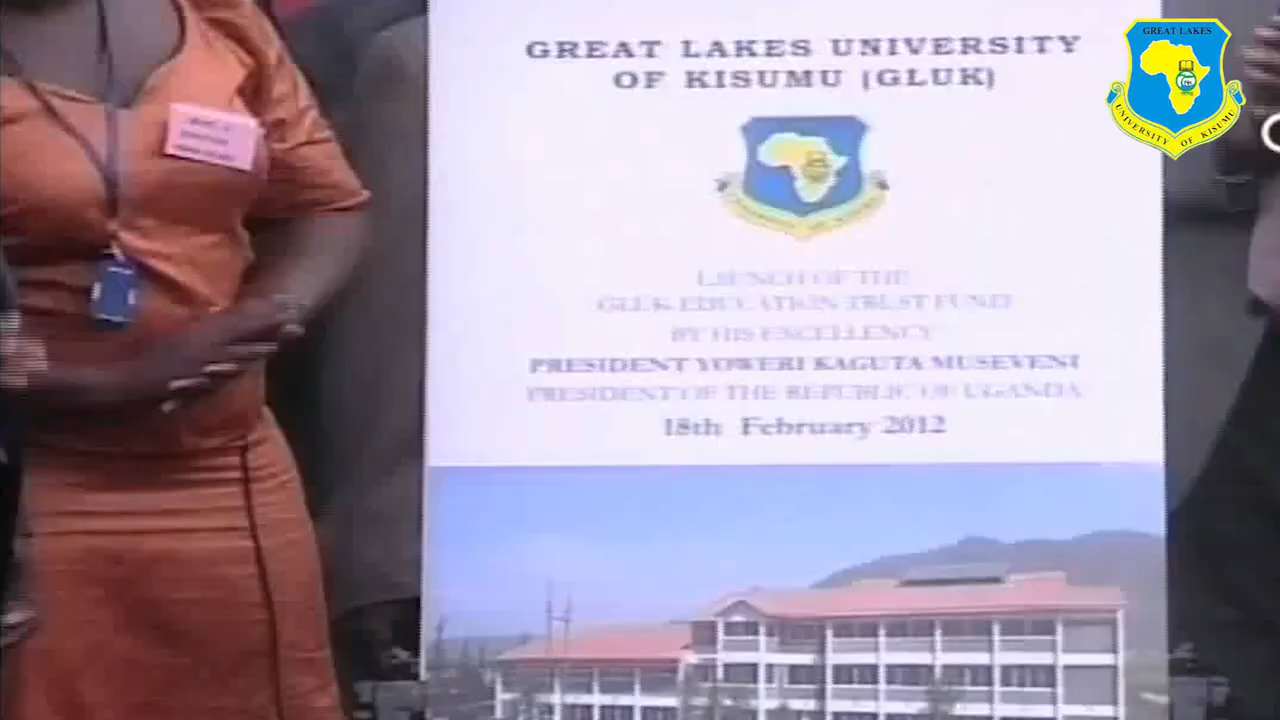 GREAT LAKES UNIVERSITY
OF KISUMU (GLUK)
LAUNCH OF THE
GLUK EDUCATION TRUST FUND
BY HIS EXCELLENCY
PRESIDENT YOWERI KAGUTA MUSEVENI
PRESIDENT OF THE REPUBLIC OF UGANDA
18th February 2012
GREAT LAKES
UNIVERSITY OF KISUMU